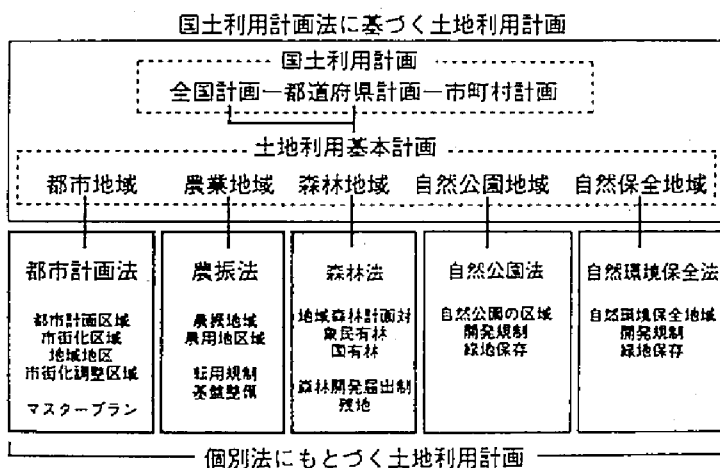 国土利用計画法に基づく土地利用計画
国土利用計画
全国計画―都道府県計画―市町村計画
土地利用基本計画
都市地域 農業地域 森林地域 自然公園地域 自然保全地域
都市計画法
都市計画区域
市街化区域
地域地区
市街化調整区域
マスタープラン
農振法
農振地域
農用地区域
転用規制
基盤整備
森林法
地域森林計画対
象民有林
国有林
森林開発届出制
残地
自然公園法
自然公園の区域
開発規制
緑地保存
自然環境保全法
自然環境保全地域
開発規制
緑地保存
個別法にもとづく土地利用計画